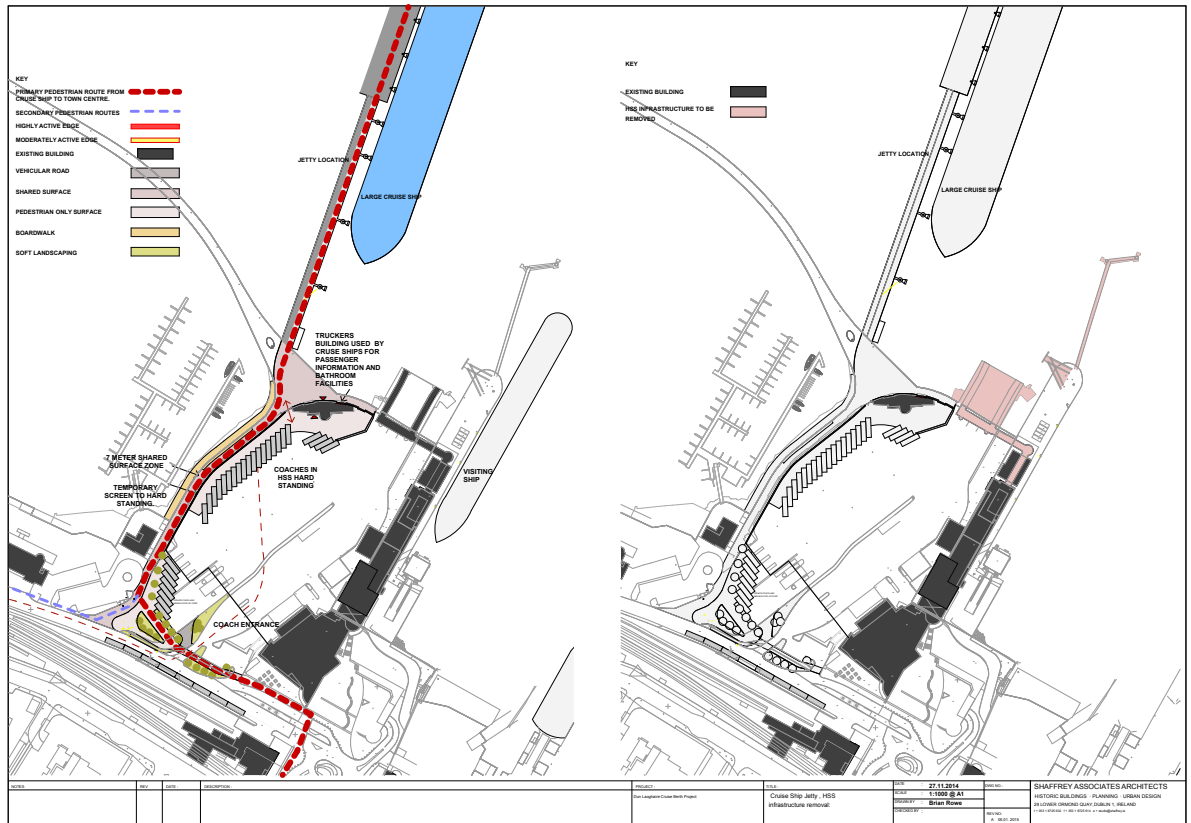 KEY
PRIMARY PEDESTRIAN ROUTE FROM
CRUISE SHIP TO TOWN CENTRE.
SECONDARY PEDESTRIAN ROUTES
HIGHLY ACTIVE EDGE
MODERATELY ACTIVE EDGE
EXISTING BUILDING
VEHICULAR ROAD
SHARED SURFACE
PEDESTRIAN ONLY SURFACE
BOARDWALK
SOFT LANDSCAPING
JETTY LOCATION
LARGE CRUISE SHIP
TRUCKERS
BUILDING USED BY
CRUSE SHIPS FOR
PASSENGER
INFORMATION AND
BATHROOM
FACILITIES
7 METER SHARED
SURFACE ZONE
TEMPORARY
SCREEN TO HARD
STANDING.
COACHES IN
HSS HARD
STANDING
VISITING
SHIP
COACH ENTRANCE
KEY
EXISTING BUILDING
HSS INFRASTRUCTURE TO BE
REMOVED
JETTY LOCATION
LARGE CRUISE SHIP
NOTES:
REV
DATE :
DESCRIPTION :
PROJECT :
Dun Laoghaire Cruise Berth Project
TITLE :
Cruise Ship Jetty , HSS
infrastructure removal:
DATE : 27.11.2014
SCALE : 1:1000 @ A1
DRAWN BY : Brian Rowe
CHECKED BY :
DWG NO.:
REV NO.
A 08.01. 2015
SHAFFREY ASSOCIATES ARCHITECTS
HISTORIC BUILDINGS · PLANNING · URBAN DESIGN
29 LOWER ORMOND QUAY, DUBLIN 1, IRELAND